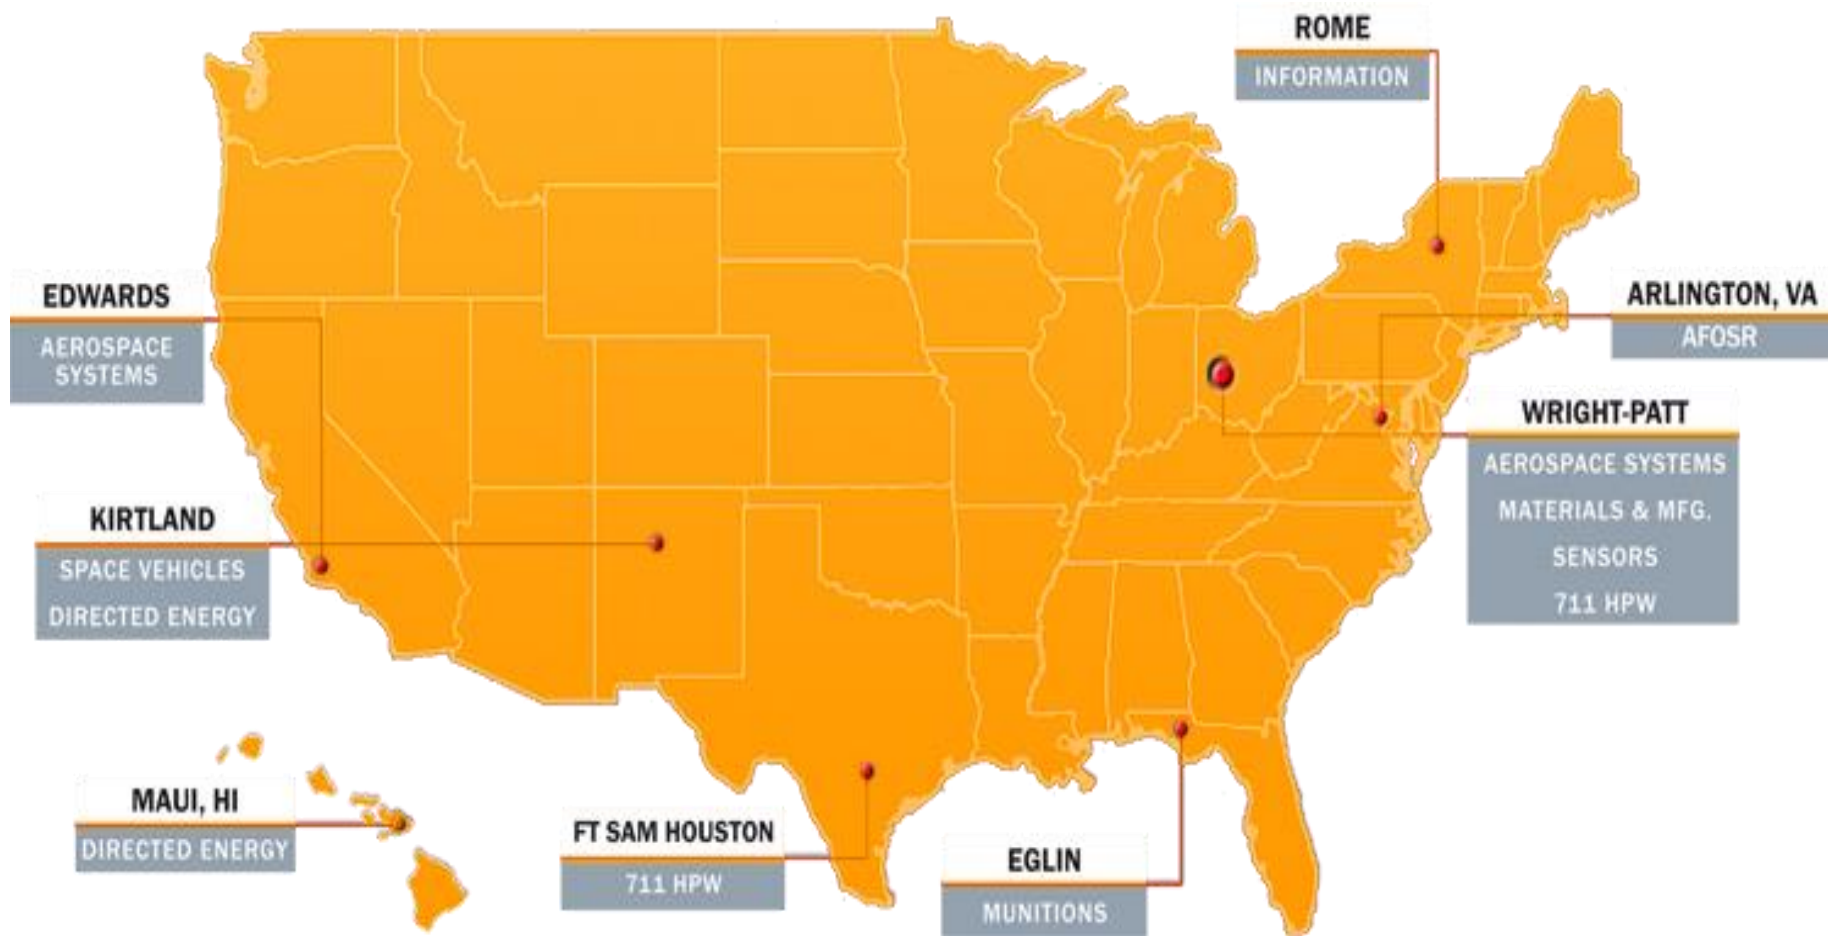 ROME
INFORMATION
EDWARDS
AEROSPACE
SYSTEMS
ARLINGTON, VA
AFOSR
WRIGHT-PATT
AEROSPACE SYSTEMS
MATERIALS & MFG.
SENSORS
711 HPW
KIRTLAND
SPACE VEHICLES
DIRECTED ENERGY
MAUI, HI
DIRECTED ENERGY
FT SAM HOUSTON
711 HPW
EGLIN
MUNITIONS